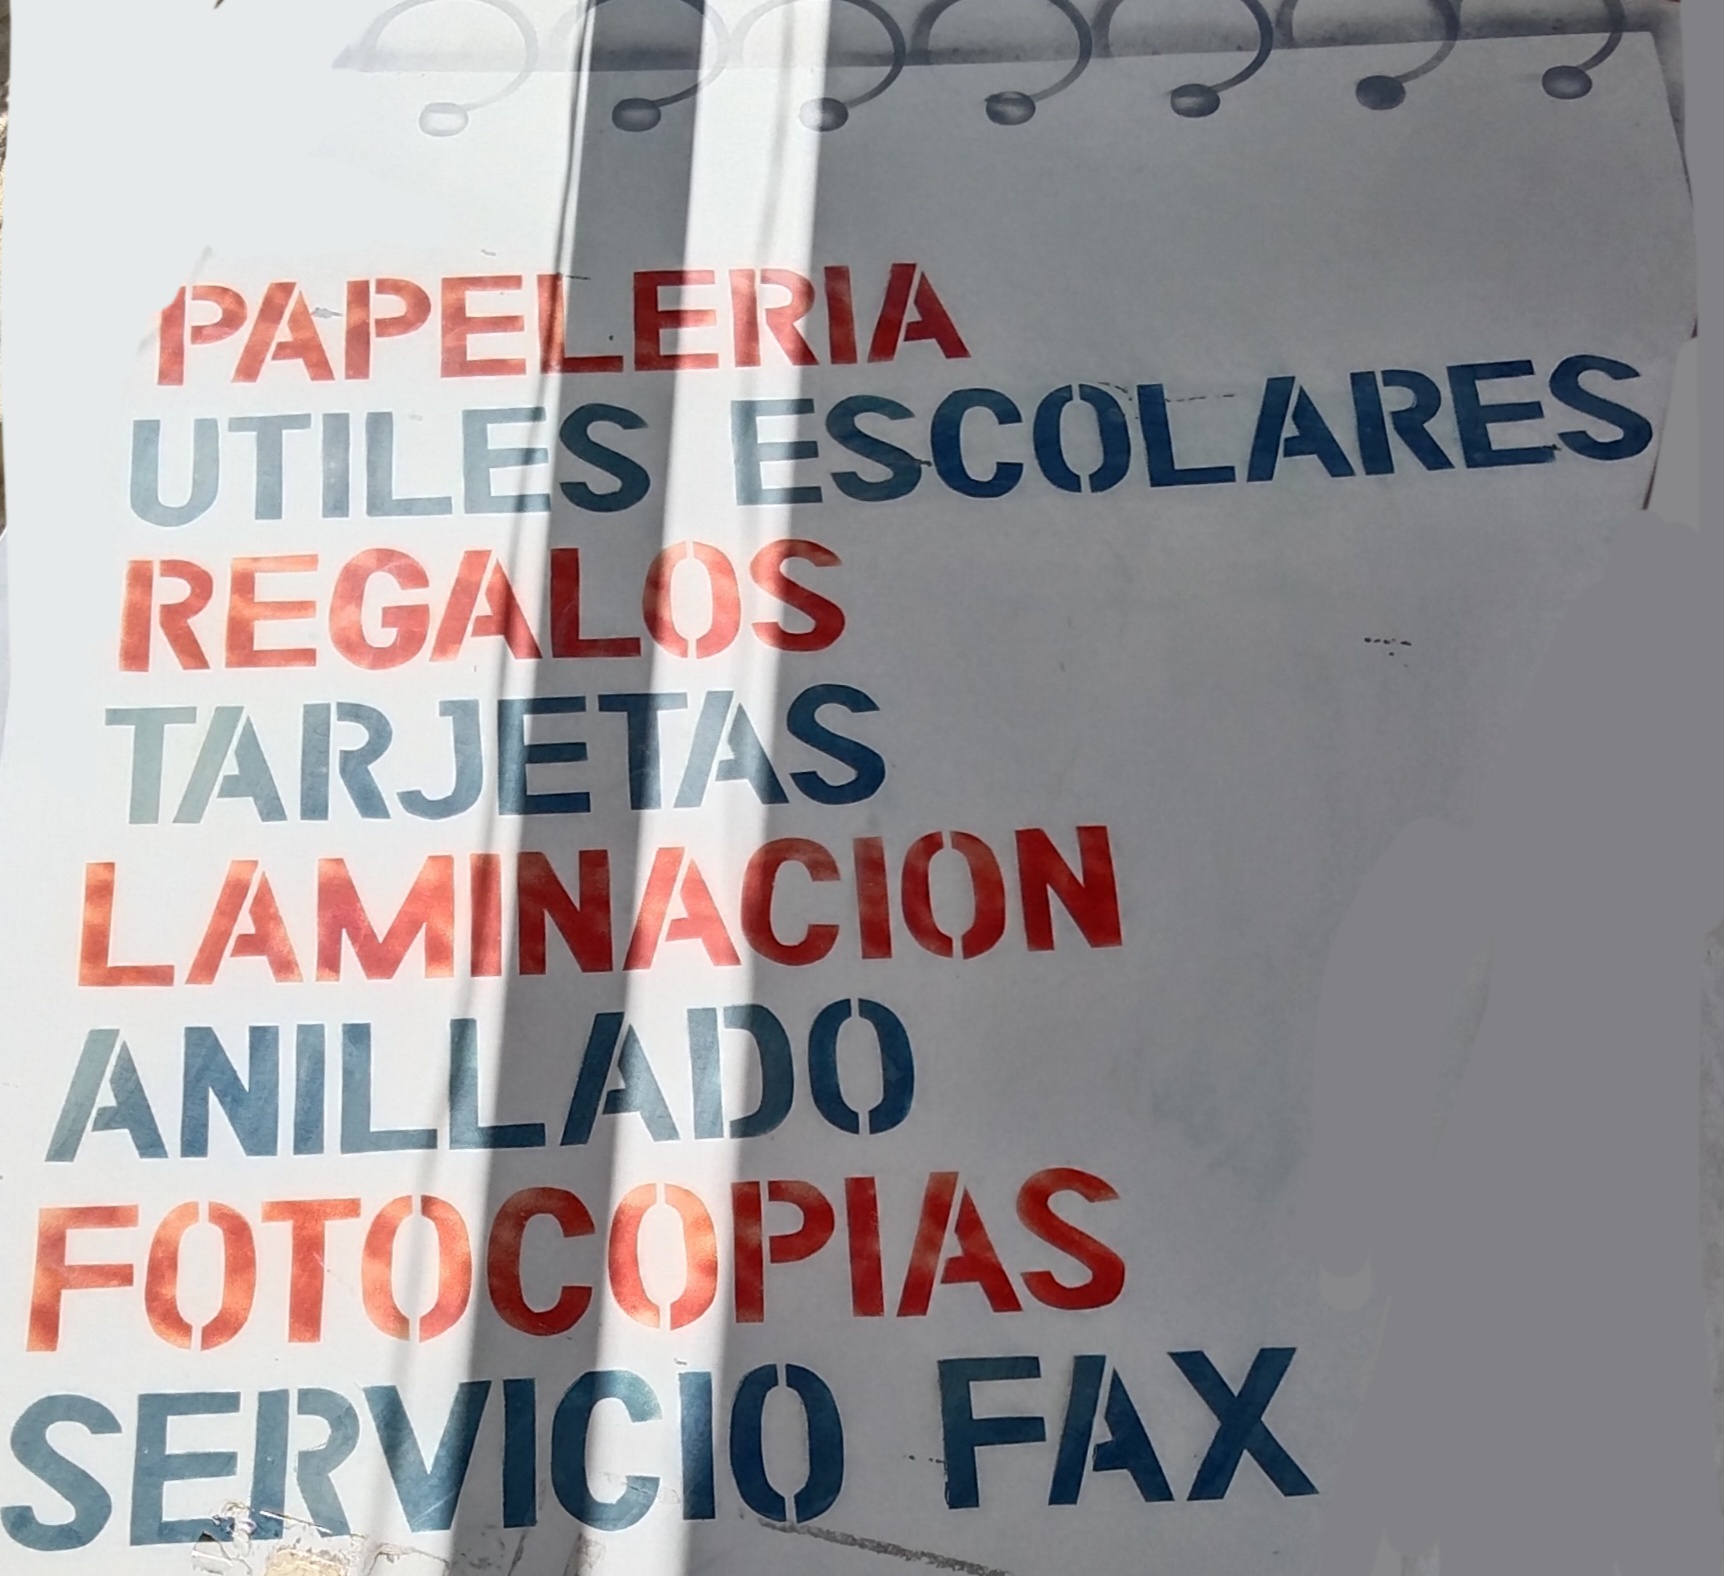 PAPELERIA
UTILES ESCOLARES
REGALOS
TARJETAS
LAMINACION
ANILLADO
FOTOCOPIAS
SERVICIO FAX